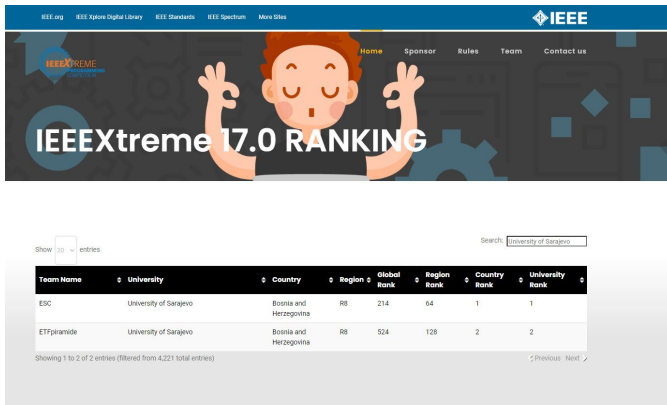 IEEE.org IEEE Xplore Digital Library IEEE Standards IEEE Spectrum More Sites
IEEE
Home Sponsor Rules Team Contact us
IEEEXTREME
IEEEXtreme 17.0 RANKING
Show 20 entries
Search: University of Sarajevo
Team Name University Country Region Global Rank Region Rank Country Rank University Rank
ESC University of Sarajevo Bosnia and Herzegovina R8 214 64 1 1
ETFpiramide University of Sarajevo Bosnia and Herzegovina R8 524 128 2 2
Showing 1 to 2 of 2 entries (filtered from 4,221 total entries)
Previous Next